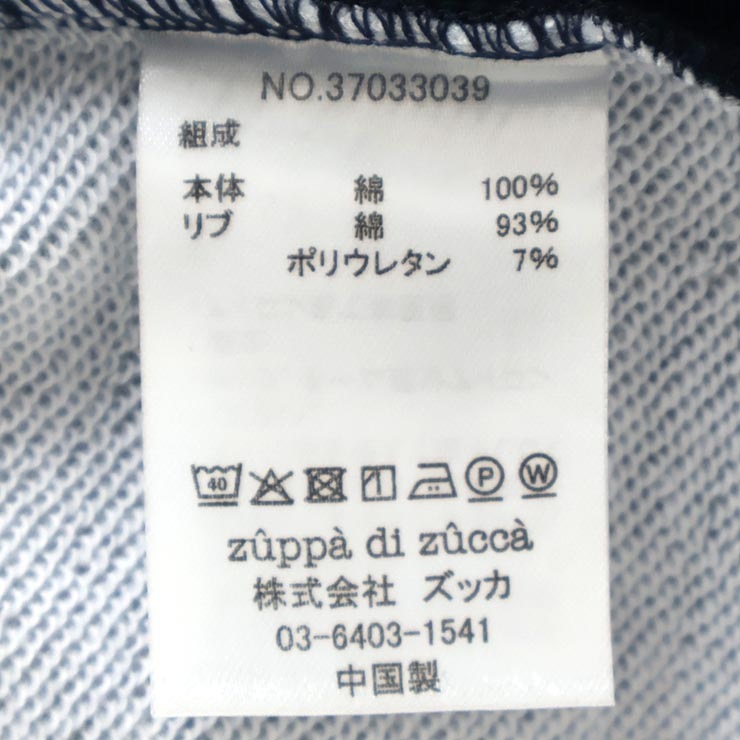 NO.37033039
組成
本体 綿 100%
リブ 綿 93%
ポリウレタン 7%
40 P W
zûppà di zûccà
株式会社 ズッカ
03-6403-1541
中国製